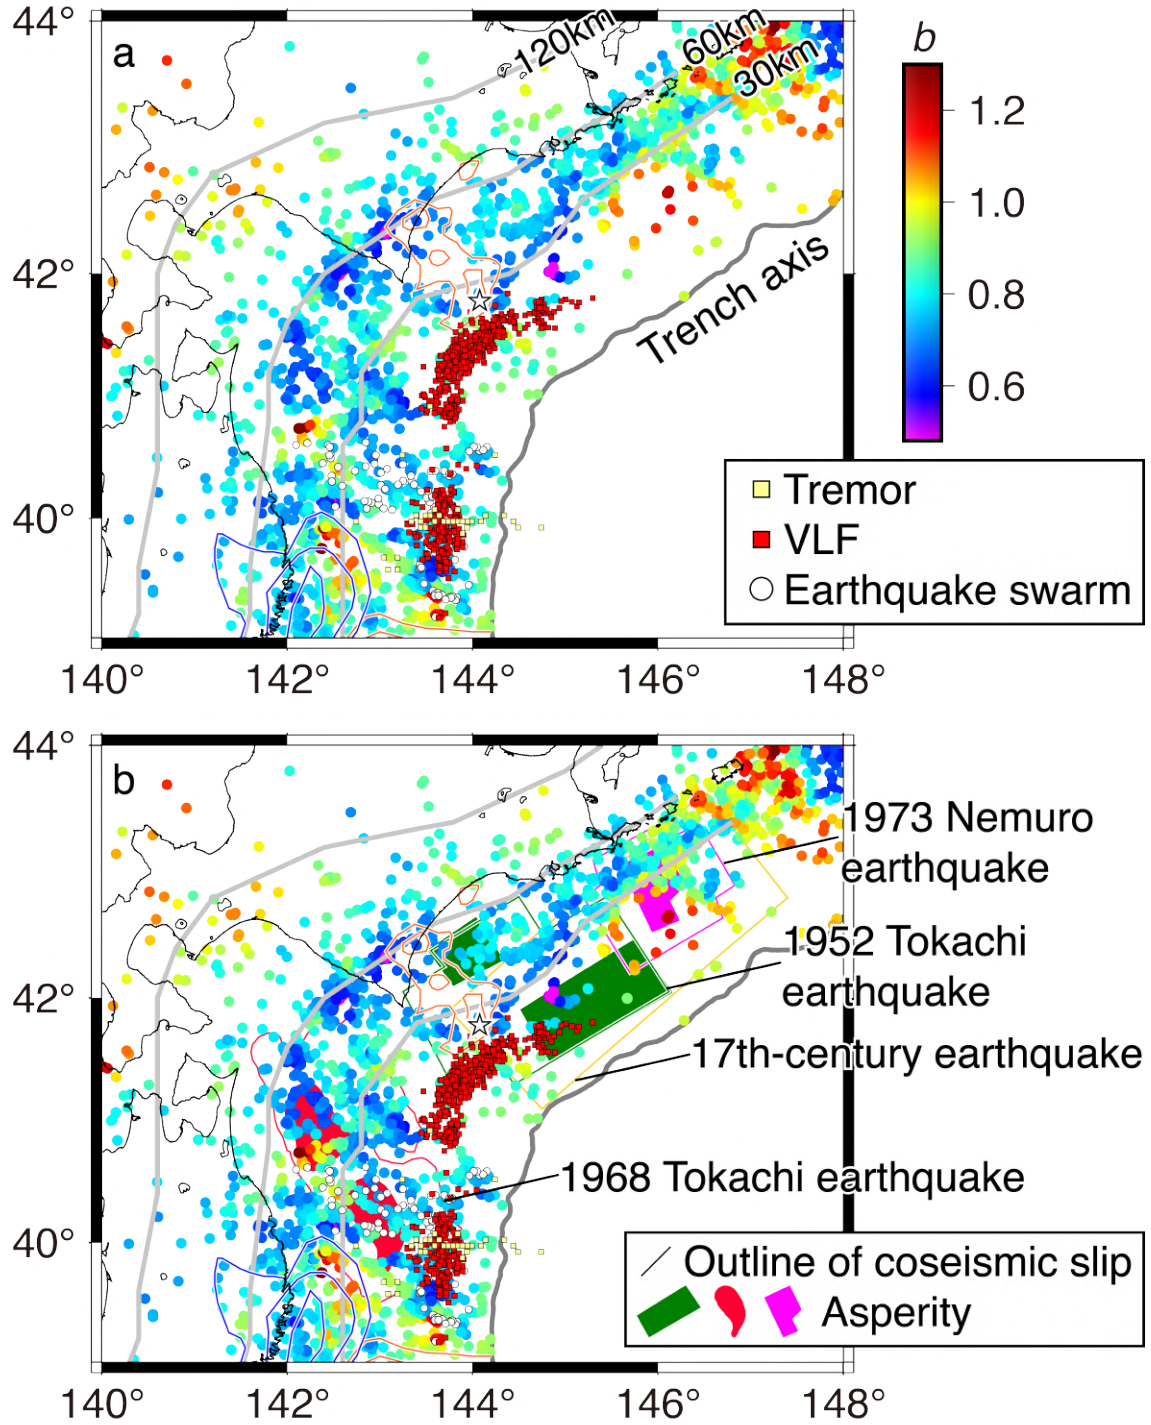 44°
a
120km
60km
30km
b
1.2
1.0
0.8
0.6
42°
Trench axis
40°
Tremor
VLF
Earthquake swarm
140°
142°
144°
146°
148°
44°
b
1973 Nemuro
earthquake
1952 Tokachi
earthquake
42°
17th-century earthquake
1968 Tokachi earthquake
40°
Outline of coseismic slip
Asperity
140°
142°
144°
146°
148°